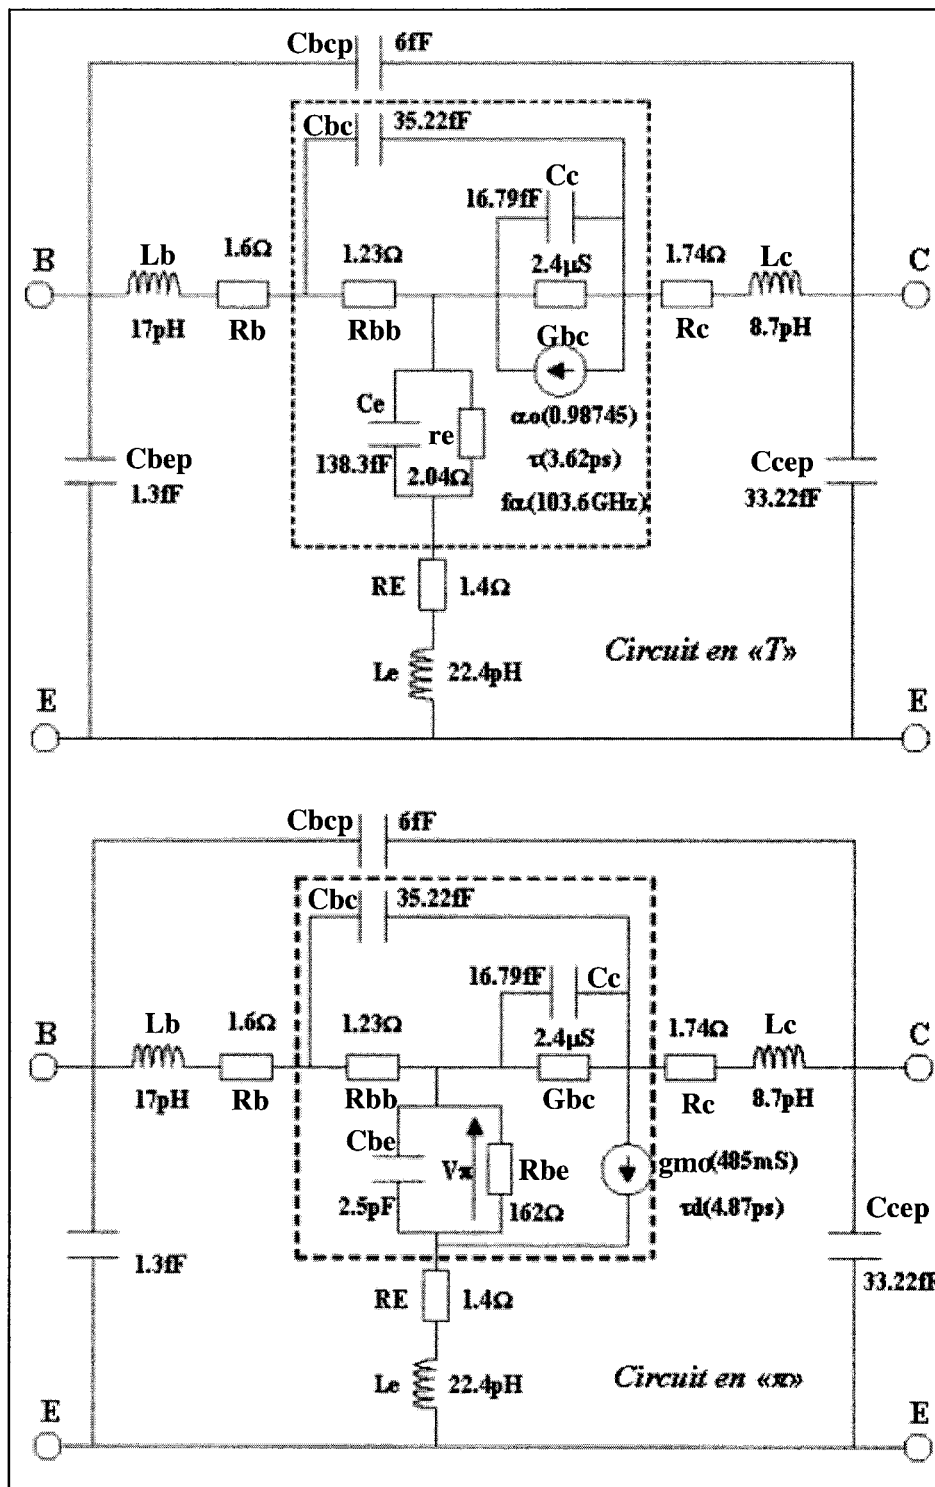 Cbcp 6fF
Cbc 35.22fF
Cc
16.79fF
B Lb 1.6Ω 1.23Ω 2.4μS 1.74Ω Lc C
17pH Rb Rbb Gbc Rc 8.7pH
Ce αo(0.98745)
re
138.3fF 2.04Ω τ(3.62ps)
Cbep Ccep
1.3fF fα(103.6GHz) 33.22fF
RE 1.4Ω
Circuit en «T»
Le 22.4pH
E E
Cbcp 6fF
Cbc 35.22fF
16.79fF Cc
B Lb 1.6Ω 1.23Ω 2.4μS 1.74Ω Lc C
17pH Rb Rbb Gbc Rc 8.7pH
Cbe Vπ Rbe gmo(485mS)
2.5pF 162Ω τd(4.87ps) Ccep
1.3fF 33.22fF
RE 1.4Ω
Le 22.4pH Circuit en «π»
E E